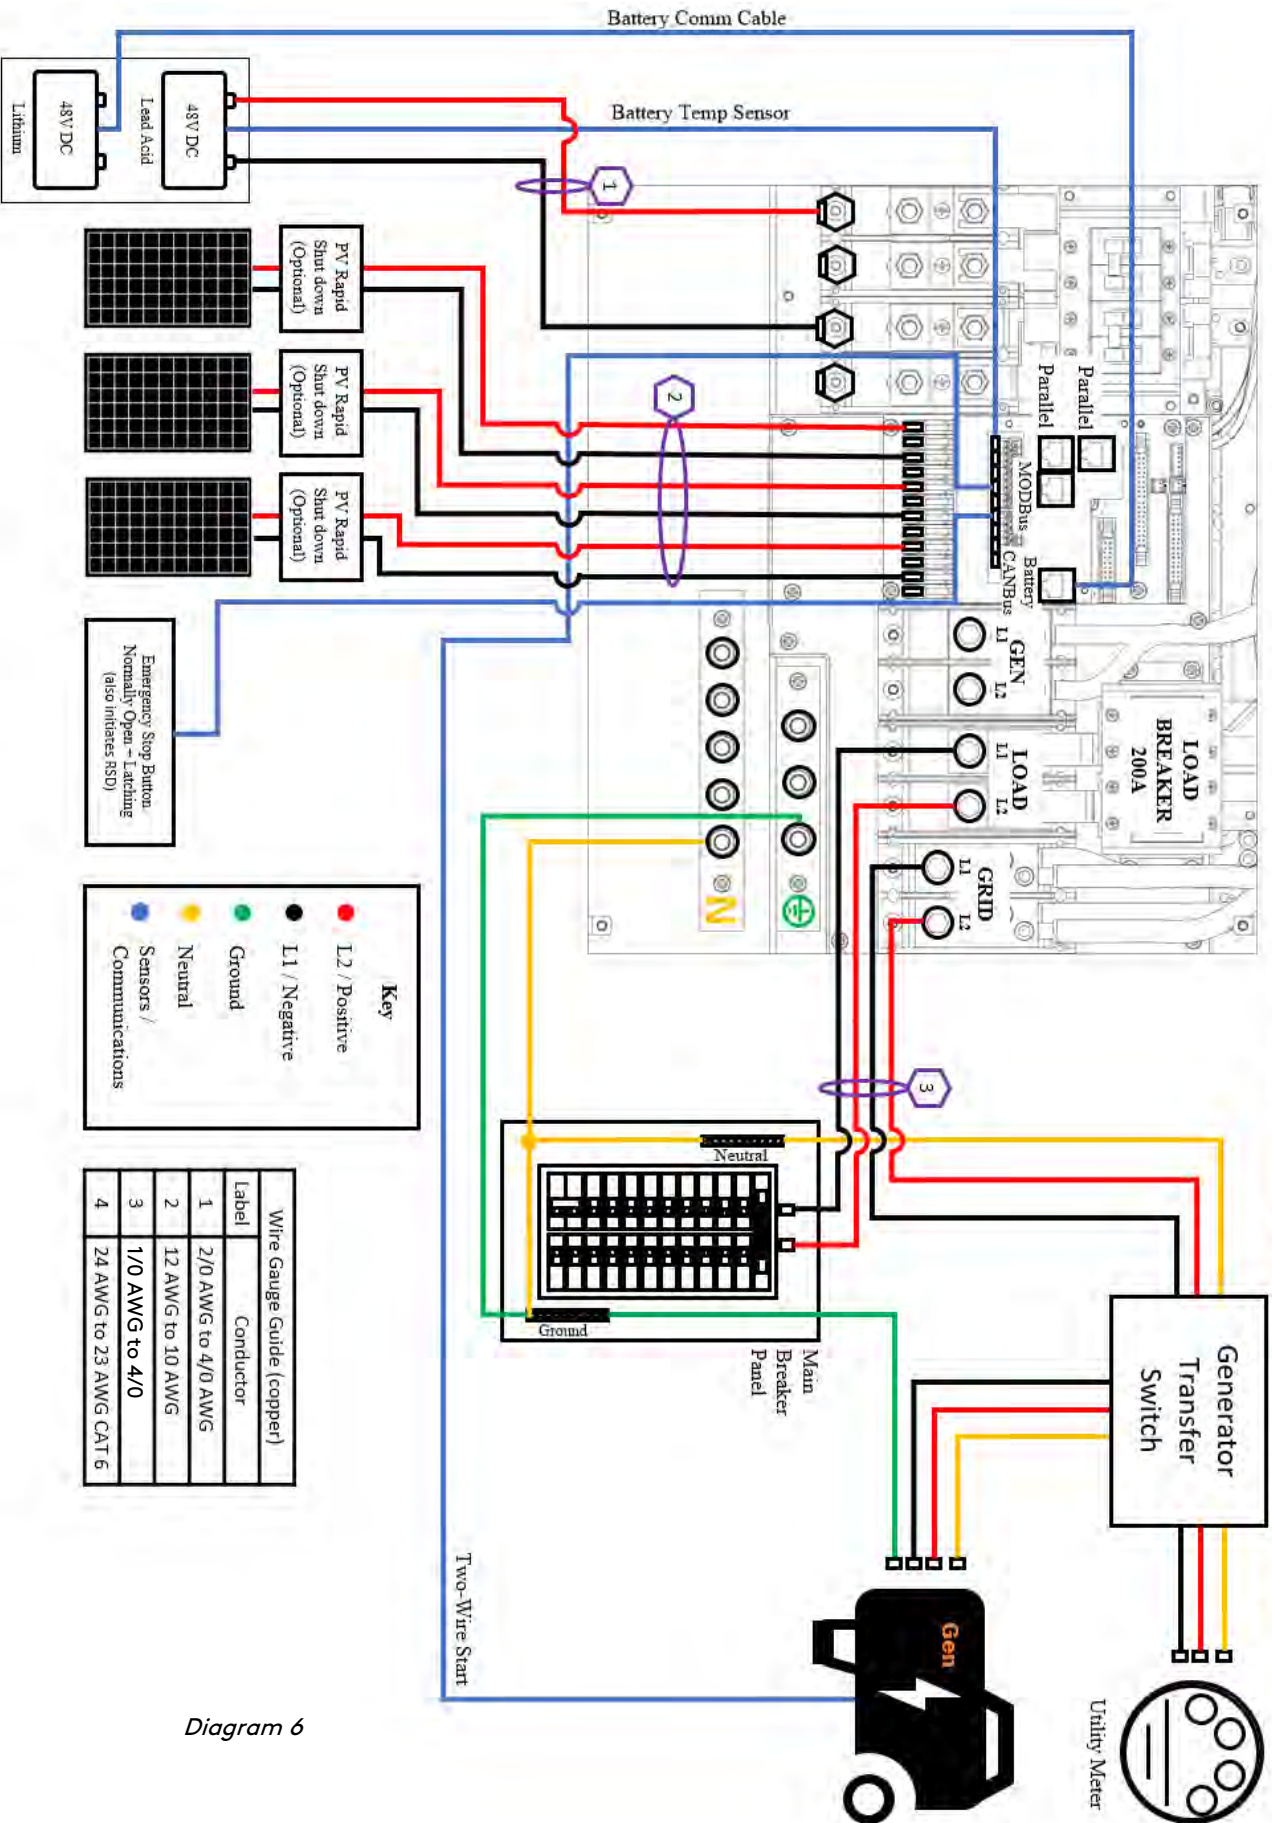 Battery Comm Cable
Battery Temp Sensor
48V DC
Lithium
48V DC
Lead Acid
1
PV Rapid
Shut down
(Optional)
PV Rapid
Shut down
(Optional)
PV Rapid
Shut down
(Optional)
2
Parallel
Parallel
MODBus
Battery
CANBus
Emergency Stop Button
Normally Open – Latching
(also initiates RSD)
GEN
L1
L2
LOAD
L1
L2
GRID
L1
L2
LOAD
BREAKER
200A
N
3
Key
L2 / Positive
L1 / Negative
Ground
Neutral
Sensors /
Communications
Neutral
Ground
Main
Breaker
Panel
Generator
Transfer
Switch
Wire Gauge Guide (copper)
Label Conductor
1 2/0 AWG to 4/0 AWG
2 12 AWG to 10 AWG
3 1/0 AWG to 4/0
4 24 AWG to 23 AWG CAT 6
Two-Wire Start
Gen
Utility Meter
Diagram 6